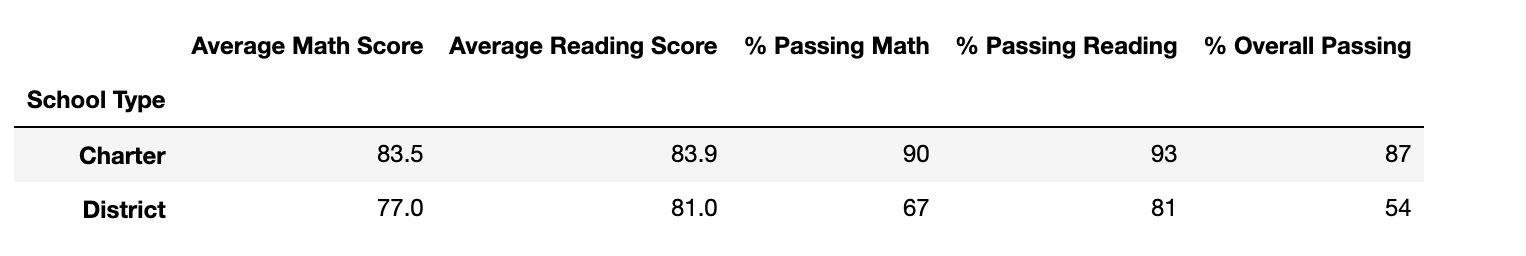 Average Math Score Average Reading Score % Passing Math % Passing Reading % Overall Passing
School Type
Charter 83.5 83.9 90 93 87
District 77.0 81.0 67 81 54